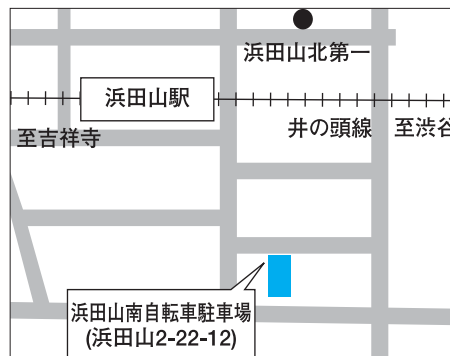 浜田山北第一
浜田山駅
至吉祥寺
井の頭線
至渋谷
浜田山南自転車駐車場
(浜田山2-22-12)